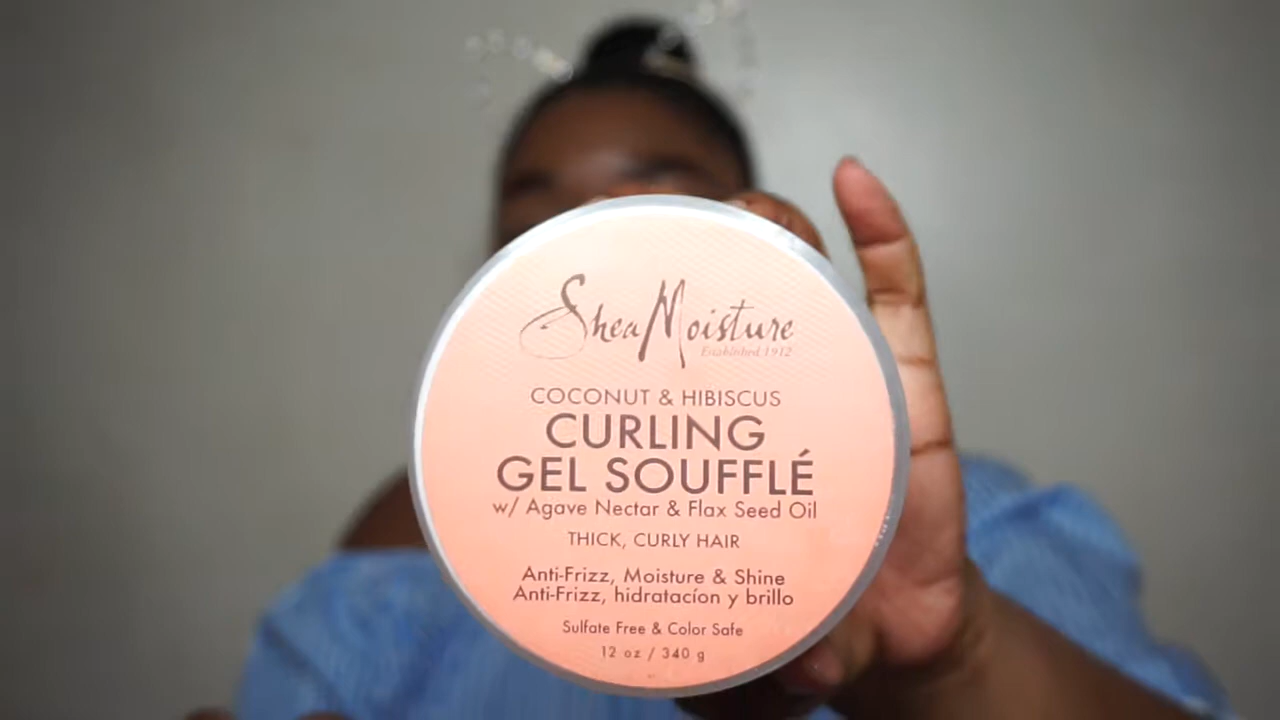 SheaMoisture
Established 1912
COCONUT & HIBISCUS
CURLING
GEL SOUFFLÉ
w/ Agave Nectar & Flax Seed Oil
THICK, CURLY HAIR
Anti-Frizz, Moisture & Shine
Anti-Frizz, hidratacíon y brillo
Sulfate Free & Color Safe
12 oz / 340 g